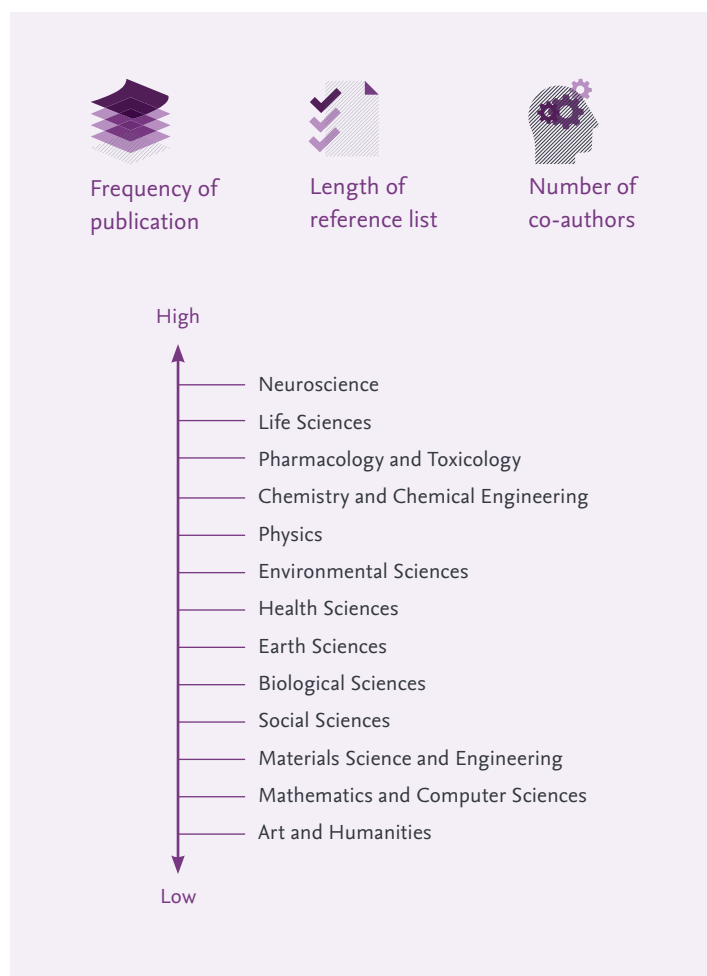 Frequency of
publication
Length of
reference list
Number of
co-authors
High
Neuroscience
Life Sciences
Pharmacology and Toxicology
Chemistry and Chemical Engineering
Physics
Environmental Sciences
Health Sciences
Earth Sciences
Biological Sciences
Social Sciences
Materials Science and Engineering
Mathematics and Computer Sciences
Art and Humanities
Low